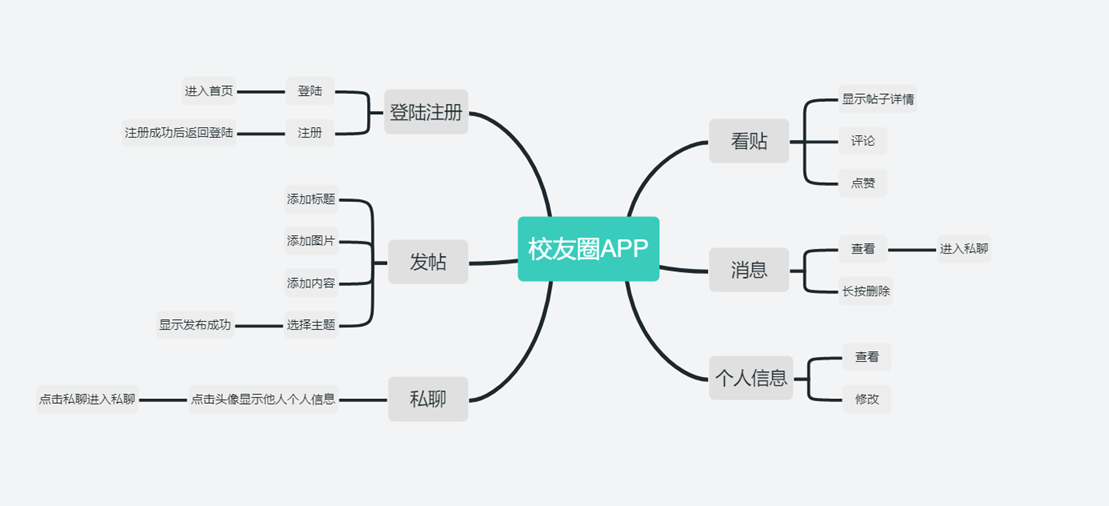 校友圈APP
登陆注册
登陆
进入首页
注册
注册成功后返回登陆
发帖
添加标题
添加图片
添加内容
选择主题
显示发布成功
私聊
点击头像显示他人个人信息
点击私聊进入私聊
看贴
显示帖子详情
评论
点赞
消息
查看
进入私聊
长按删除
个人信息
查看
修改